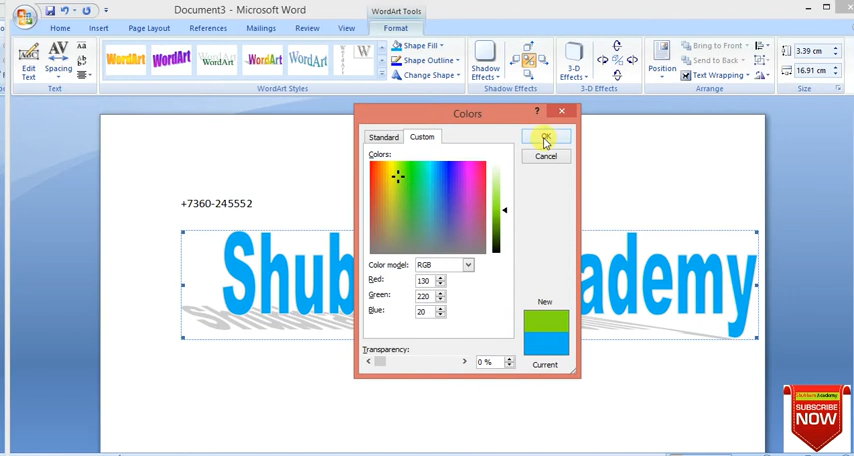 Document3 - Microsoft Word
WordArt Tools
Home Insert Page Layout References Mailings Review View Format
Edit Text
Spacing
Aa
WordArt WordArt WordArt WordArt WordArt
Shape Fill
Shape Outline
Change Shape
Shadow Effects
3-D Effects
Position
Bring to Front
Send to Back
Text Wrapping
3.39 cm
16.91 cm
Text WordArt Styles Shadow Effects 3-D Effects Arrange Size
Colors
? x
Standard Custom
OK
Cancel
Colors:
Color model: RGB
Red: 130
Green: 220
Blue: 20
New
Current
Transparency:
0 %
+7360-245552
Shub ademy
SUBSCRIBE
NOW